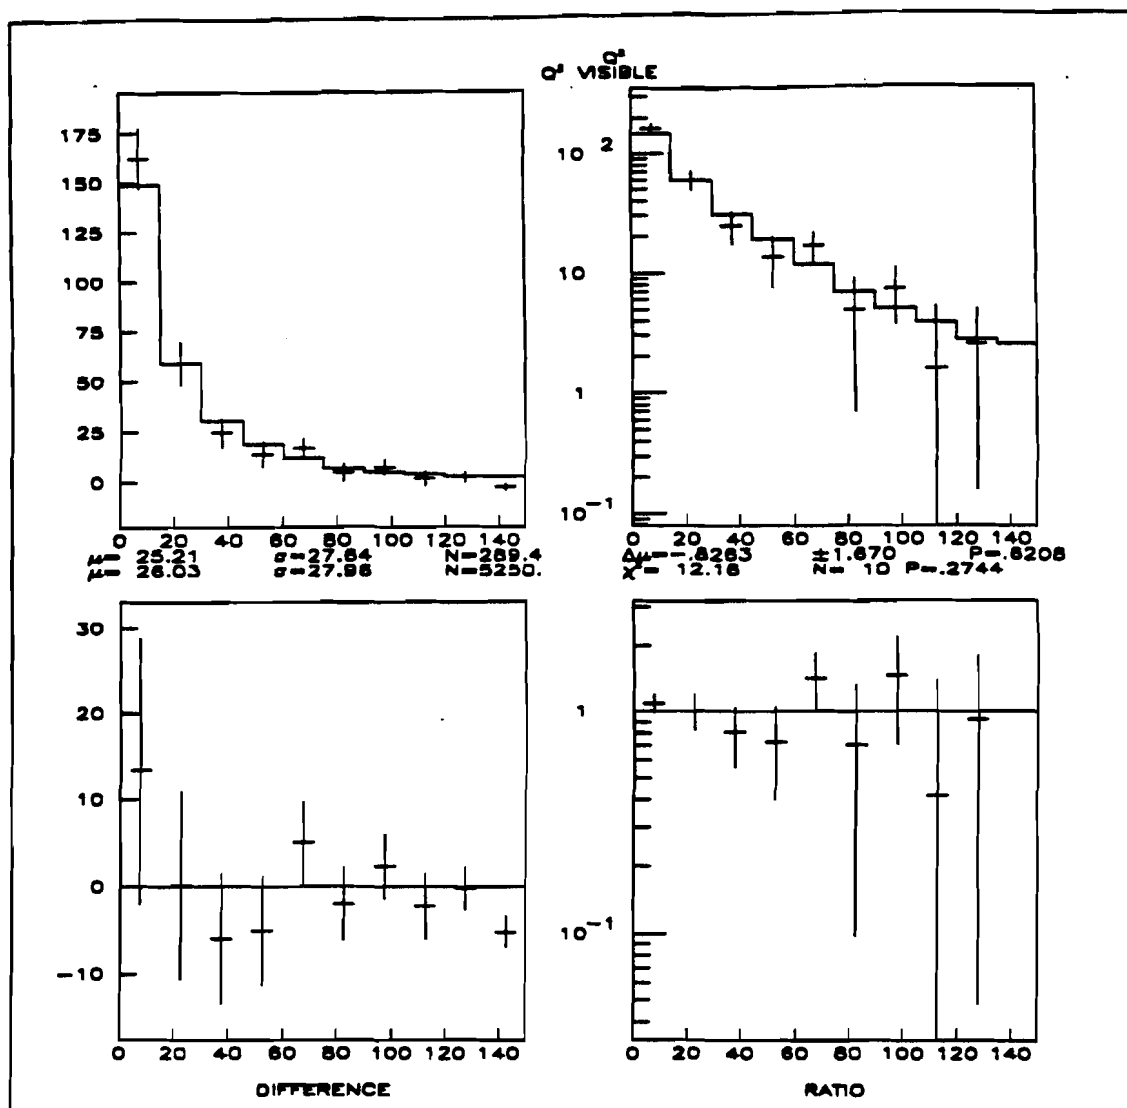 Q²
Q² VISIBLE
175
150
125
100
75
50
25
0
0 20 40 60 80 100 120 140
10²
10
1
10⁻¹
0 20 40 60 80 100 120 140
μ= 25.21 σ=27.64 N=289.4
μ= 26.03 σ=27.96 N=5250.
Δμ=-.8263 ±1.670 P=.6208
χ²= 12.16 N= 10 P=.2744
30
20
10
0
-10
0 20 40 60 80 100 120 140
DIFFERENCE
1
10⁻¹
0 20 40 60 80 100 120 140
RATIO